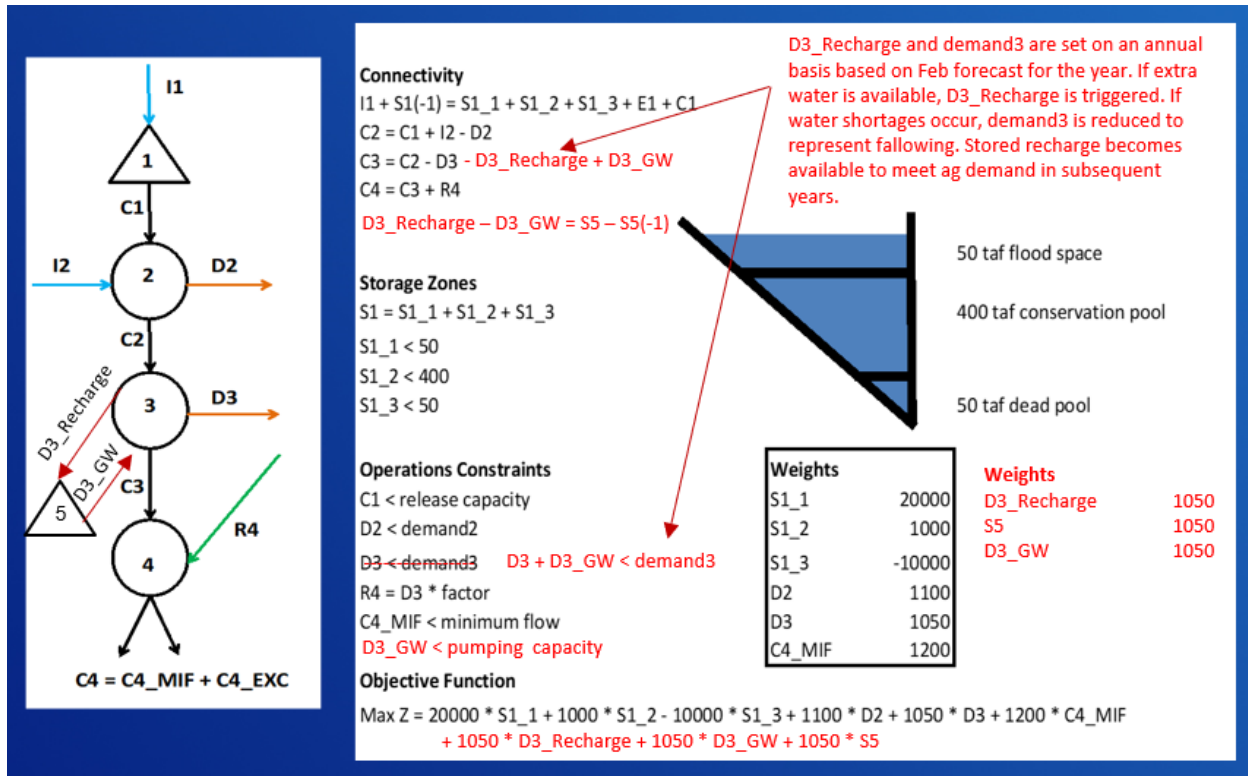 I1
1
C1
I2
2
D2
C2
D3_Recharge
3
D3
D3_GW
C3
5
R4
4
C4 = C4_MIF + C4_EXC
Connectivity
I1 + S1(-1) = S1_1 + S1_2 + S1_3 + E1 + C1
C2 = C1 + I2 - D2
C3 = C2 - D3 - D3_Recharge + D3_GW
C4 = C3 + R4
D3_Recharge – D3_GW = S5 – S5(-1)
D3_Recharge and demand3 are set on an annual
basis based on Feb forecast for the year. If extra
water is available, D3_Recharge is triggered. If
water shortages occur, demand3 is reduced to
represent fallowing. Stored recharge becomes
available to meet ag demand in subsequent
years.
Storage Zones
S1 = S1_1 + S1_2 + S1_3
S1_1 < 50
S1_2 < 400
S1_3 < 50
50 taf flood space
400 taf conservation pool
50 taf dead pool
Operations Constraints
C1 < release capacity
D2 < demand2
D3 < demand3 D3 + D3_GW < demand3
R4 = D3 * factor
C4_MIF < minimum flow
D3_GW < pumping capacity
Weights
S1_1 20000
S1_2 1000
S1_3 -10000
D2 1100
D3 1050
C4_MIF 1200
Weights
D3_Recharge 1050
S5 1050
D3_GW 1050
Objective Function
Max Z = 20000 * S1_1 + 1000 * S1_2 - 10000 * S1_3 + 1100 * D2 + 1050 * D3 + 1200 * C4_MIF
+ 1050 * D3_Recharge + 1050 * D3_GW + 1050 * S5